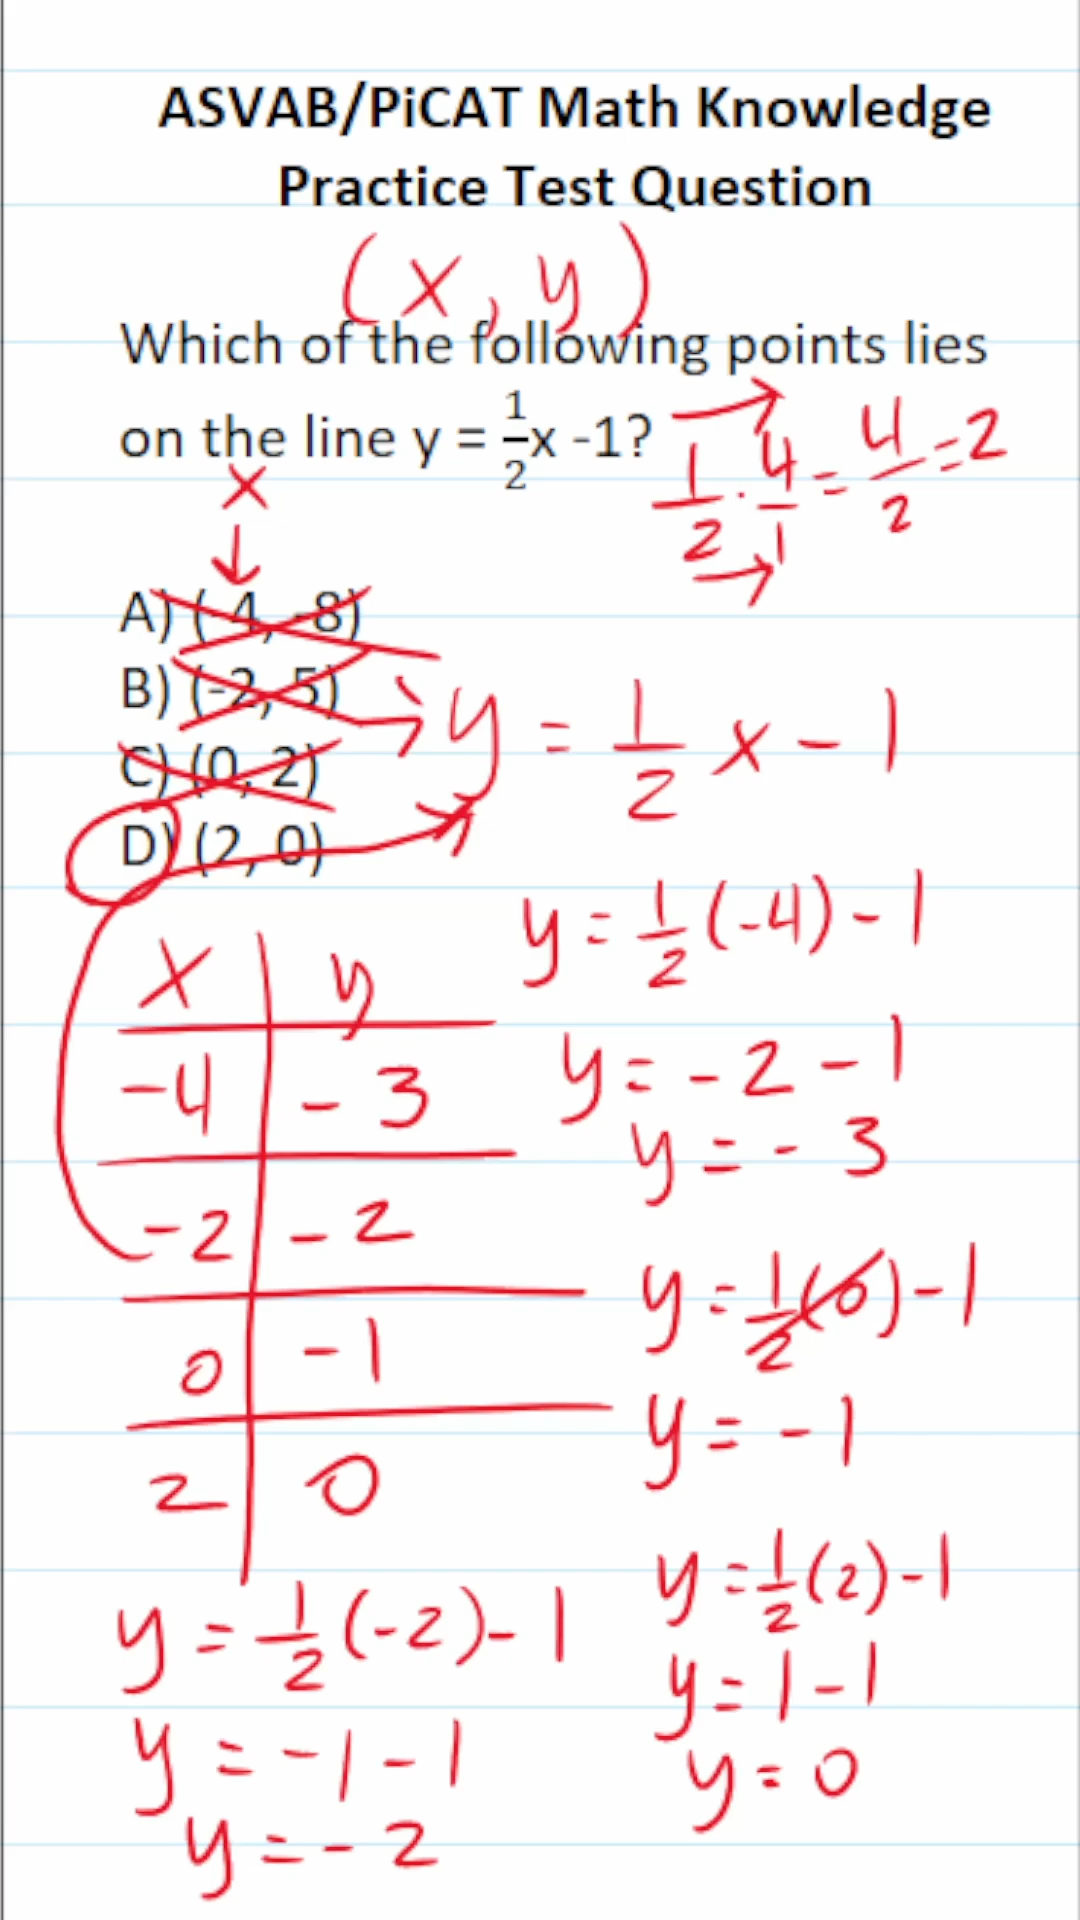 ASVAB/PiCAT Math Knowledge
Practice Test Question
(x, y)
Which of the following points lies
on the line y = 1/2 x -1?
1/2 · 4/1 = 4/2 = 2
x
A) (-4, -8)
B) (-2, 5)
C) (0, 2)
D) (2, 0)
y = 1/2 x - 1
x | y
-4 | -3
-2 | -2
0 | -1
2 | 0
y = 1/2 (-4) - 1
y = -2 - 1
y = -3
y = 1/2 (0) - 1
y = -1
y = 1/2 (2) - 1
y = 1 - 1
y = 0
y = 1/2 (-2) - 1
y = -1 - 1
y = -2